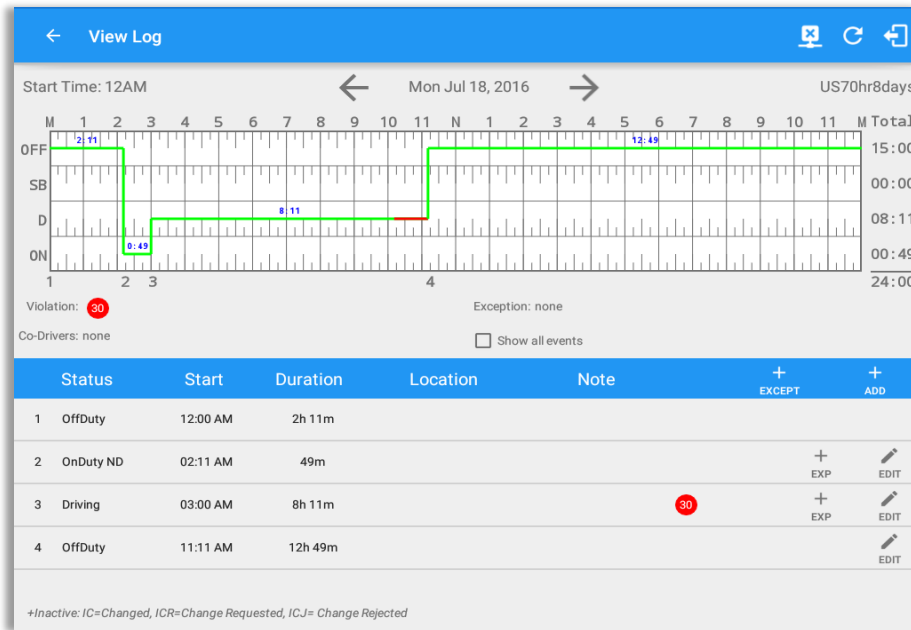 View Log
Start Time: 12AM Mon Jul 18, 2016 US70hr8days
M 1 2 3 4 5 6 7 8 9 10 11 N 1 2 3 4 5 6 7 8 9 10 11 M Total
OFF 2:11 12:49 15:00
SB 00:00
D 8:11 08:11
ON 0:49 00:49
1 2 3 4 24:00
Violation: 30 Exception: none
Co-Drivers: none Show all events
Status Start Duration Location Note + EXCEPT + ADD
1 OffDuty 12:00 AM 2h 11m
2 OnDuty ND 02:11 AM 49m + EXP EDIT
3 Driving 03:00 AM 8h 11m 30 + EXP EDIT
4 OffDuty 11:11 AM 12h 49m EDIT
+Inactive: IC=Changed, ICR=Change Requested, ICJ= Change Rejected